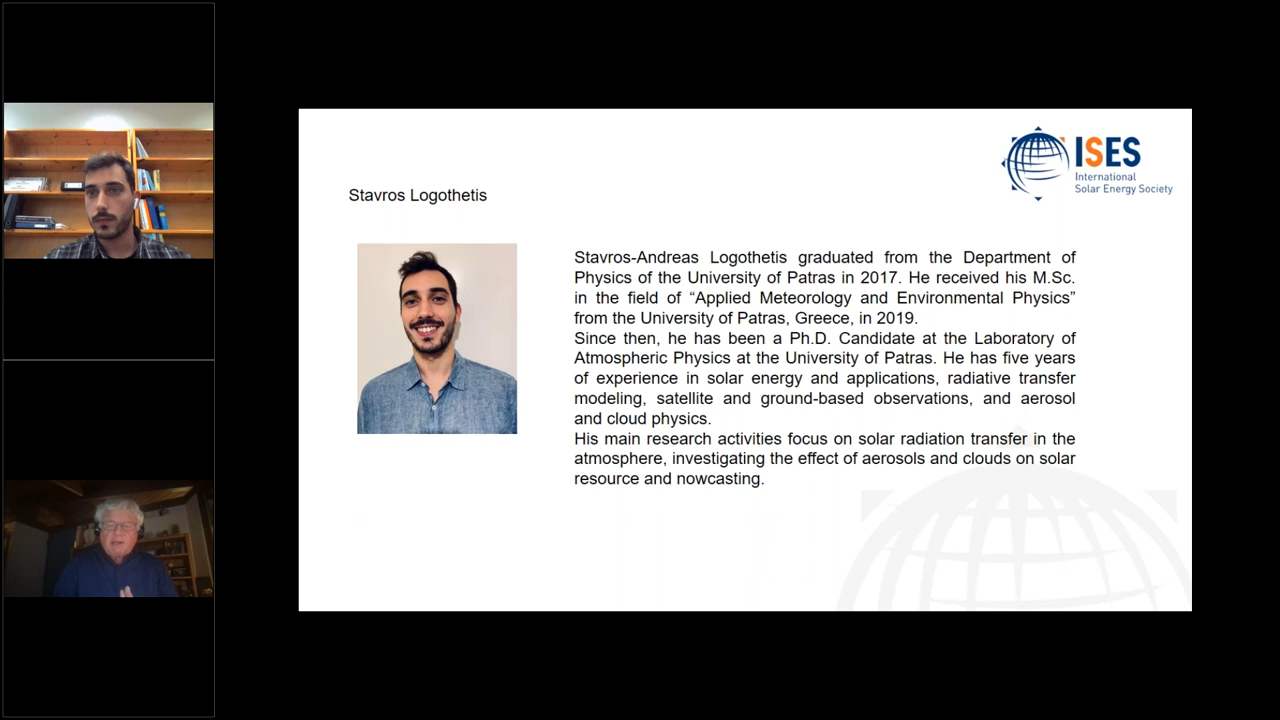 ISES
International
Solar Energy Society
Stavros Logothetis
Stavros-Andreas Logothetis graduated from the Department of
Physics of the University of Patras in 2017. He received his M.Sc.
in the field of “Applied Meteorology and Environmental Physics”
from the University of Patras, Greece, in 2019.
Since then, he has been a Ph.D. Candidate at the Laboratory of
Atmospheric Physics at the University of Patras. He has five years
of experience in solar energy and applications, radiative transfer
modeling, satellite and ground-based observations, and aerosol
and cloud physics.
His main research activities focus on solar radiation transfer in the
atmosphere, investigating the effect of aerosols and clouds on solar
resource and nowcasting.